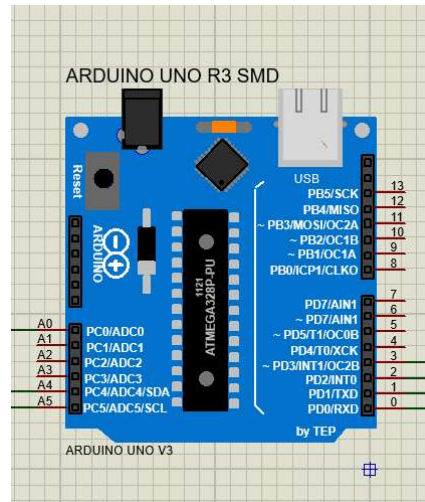 ARDUINO UNO R3 SMD
Reset
USB
ARDUINO
1121
ATMEGA328P-PU
PB5/SCK 13
PB4/MISO 12
~ PB3/MOSI/OC2A 11
~ PB2/OC1B 10
~ PB1/OC1A 9
PB0/ICP1/CLKO 8
PD7/AIN1 7
~ PD7/AIN1 6
~ PD5/T1/OC0B 5
PD4/T0/XCK 4
~ PD3/INT1/OC2B 3
PD2/INT0 2
PD1/TXD 1
PD0/RXD 0
A0 PC0/ADC0
A1 PC1/ADC1
A2 PC2/ADC2
A3 PC3/ADC3
A4 PC4/ADC4/SDA
A5 PC5/ADC5/SCL
by TEP
ARDUINO UNO V3